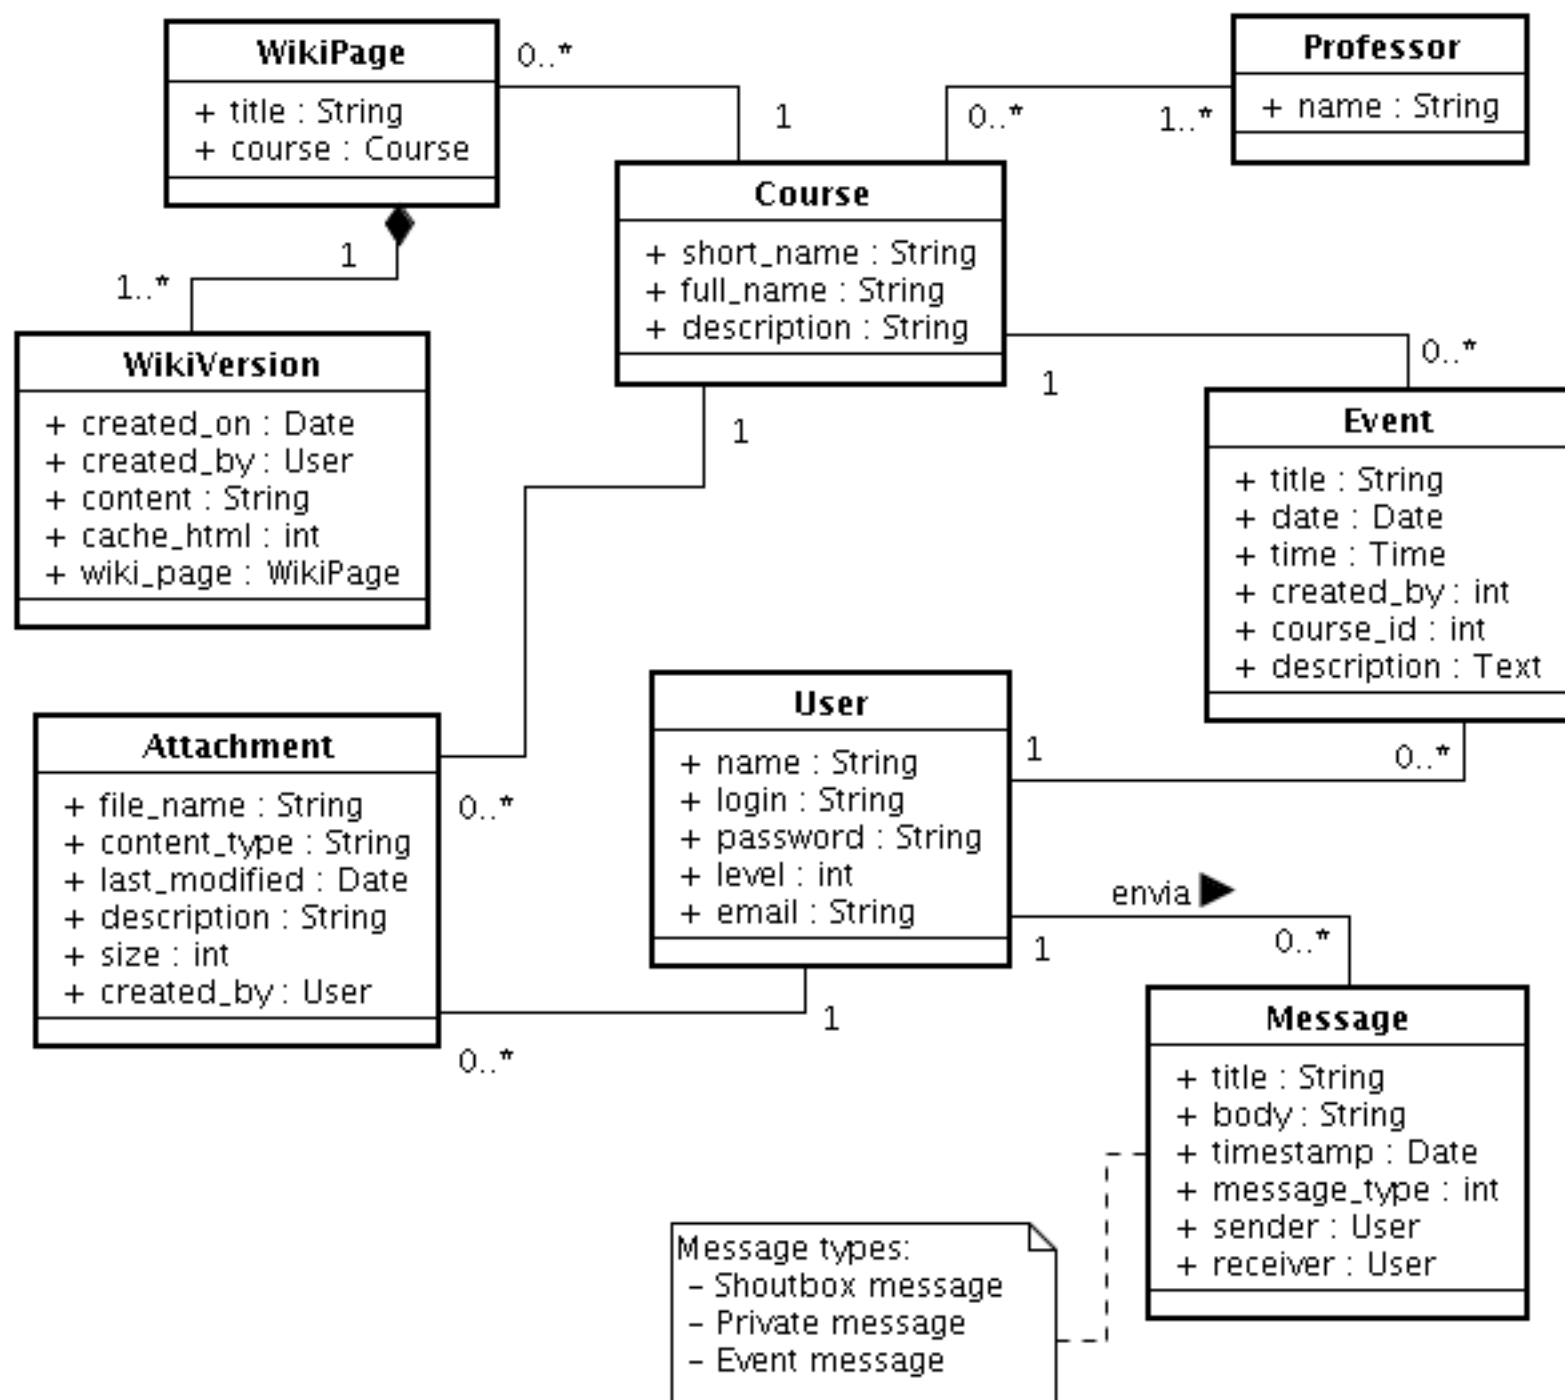 WikiPage
+ title : String
+ course : Course
0..*
1
Professor
+ name : String
0..*
1..*
Course
+ short_name : String
+ full_name : String
+ description : String
1
1..*
WikiVersion
+ created_on : Date
+ created_by : User
+ content : String
+ cache_html : int
+ wiki_page : WikiPage
1
0..*
1
Event
+ title : String
+ date : Date
+ time : Time
+ created_by : int
+ course_id : int
+ description : Text
Attachment
+ file_name : String
+ content_type : String
+ last_modified : Date
+ description : String
+ size : int
+ created_by : User
0..*
User
+ name : String
+ login : String
+ password : String
+ level : int
+ email : String
1
0..*
envia
1
0..*
1
0..*
Message
+ title : String
+ body : String
+ timestamp : Date
+ message_type : int
+ sender : User
+ receiver : User
Message types:
– Shoutbox message
– Private message
– Event message